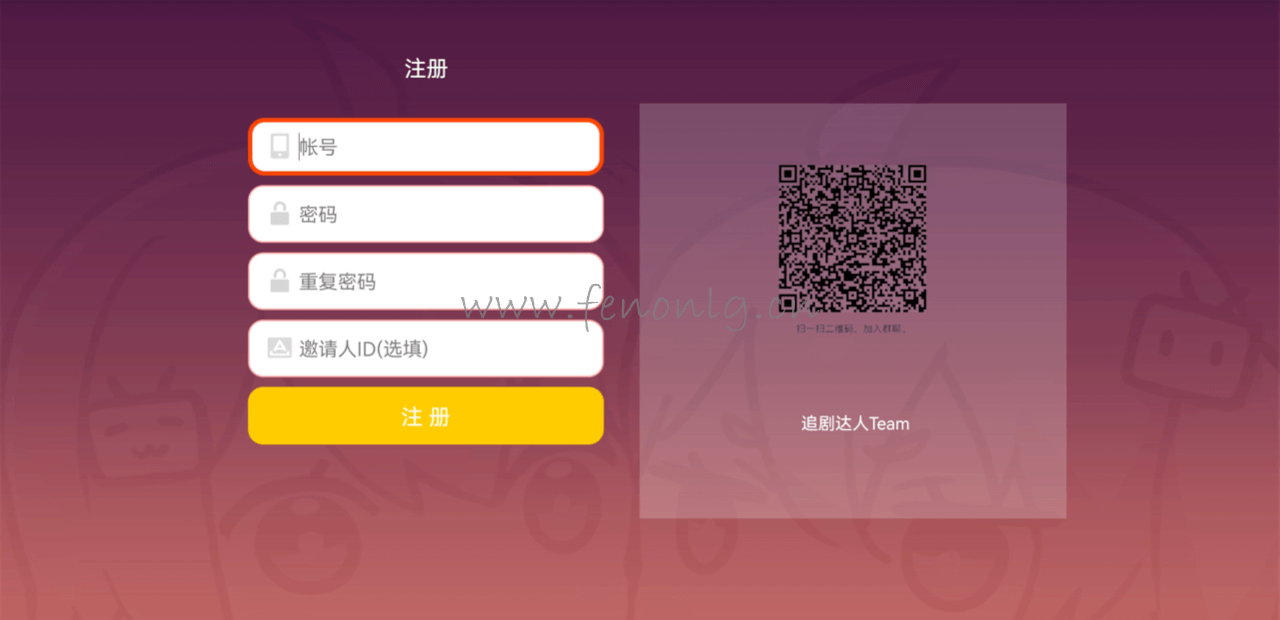 注册
帐号
密码
重复密码
邀请人ID(选填)
注 册
www.fenonlg.cn
扫一扫二维码，加入群聊。
追剧达人Team